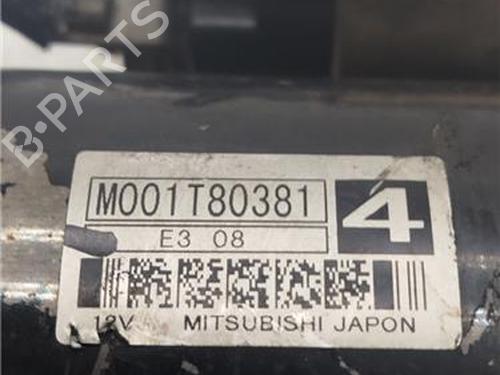 B-PARTS
M001T80381
4
E3 08
12V MITSUBISHI JAPON